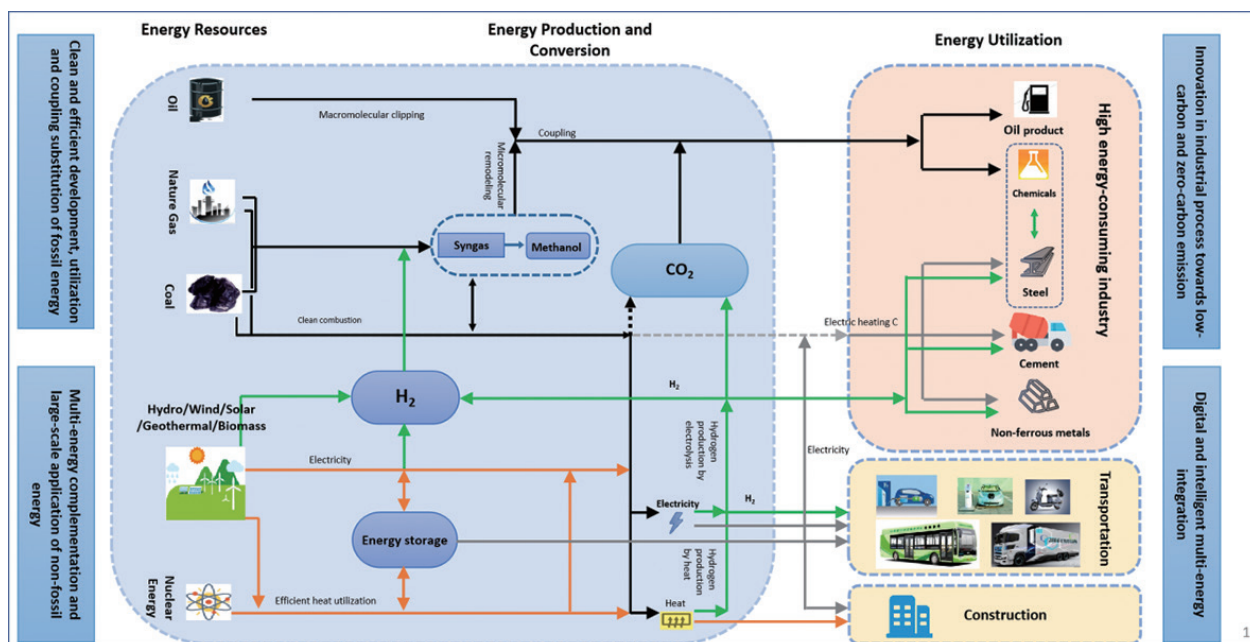 Energy Resources
Energy Production and
Conversion
Energy Utilization
Clean and efficient development, utilization
and coupling substitution of fossil energy
Multi-energy complementation and
large-scale application of non-fossil
energy
Oil
Macromolecular clipping
Coupling
Micromolecular
remodeling
Nature Gas
Syngas
Methanol
CO2
Coal
Clean combustion
Electric heating C
H2
H2
Hydro/Wind/Solar
/Geothermal/Biomass
Electricity
Hydrogen
production by
electrolysis
Electricity
H2
Electricity
Energy storage
Hydrogen
production
by heat
Nuclear
Energy
Efficient heat utilization
Heat
Oil product
Chemicals
Steel
Cement
Non-ferrous metals
High energy-consuming industry
Transportation
Construction
Innovation in industrial process towards low-
carbon and zero-carbon emission
Digital and intelligent multi-energy
integration
1